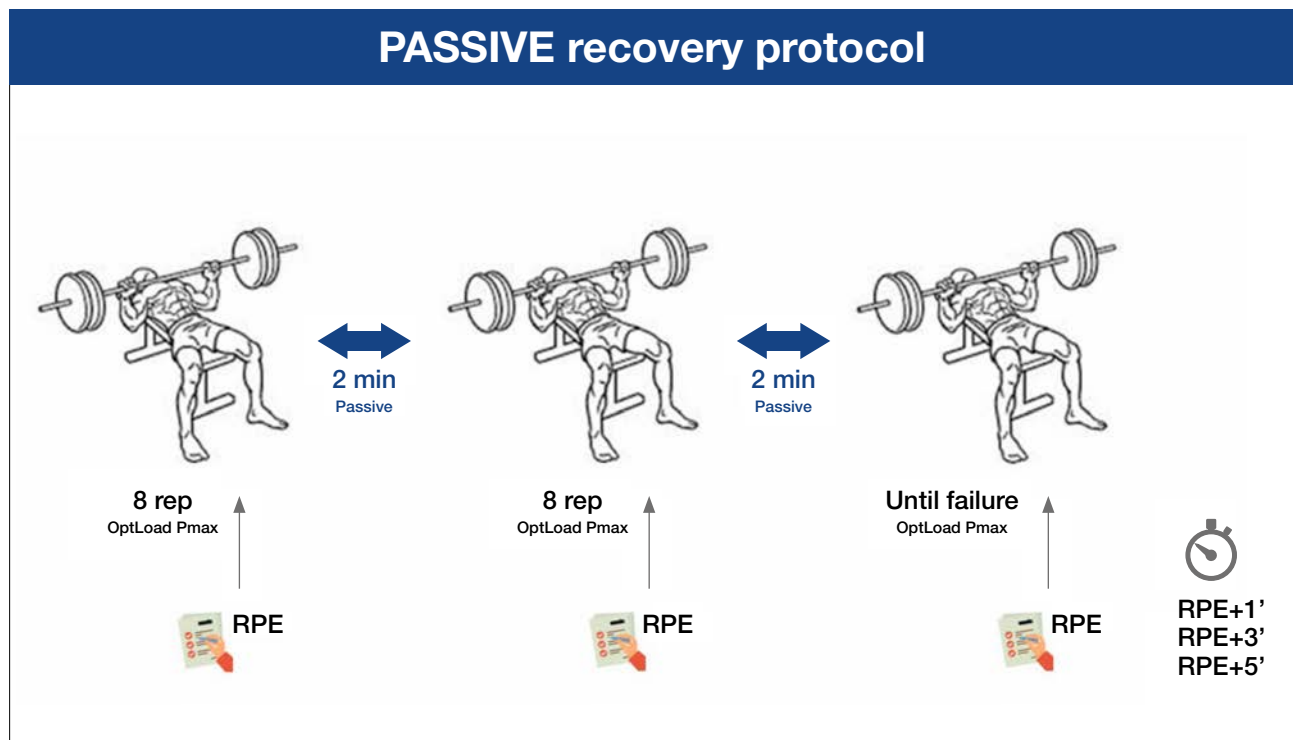 PASSIVE recovery protocol
2 min
Passive
2 min
Passive
8 rep
OptLoad Pmax
8 rep
OptLoad Pmax
Until failure
OptLoad Pmax
RPE
RPE
RPE
RPE+1’
RPE+3’
RPE+5’